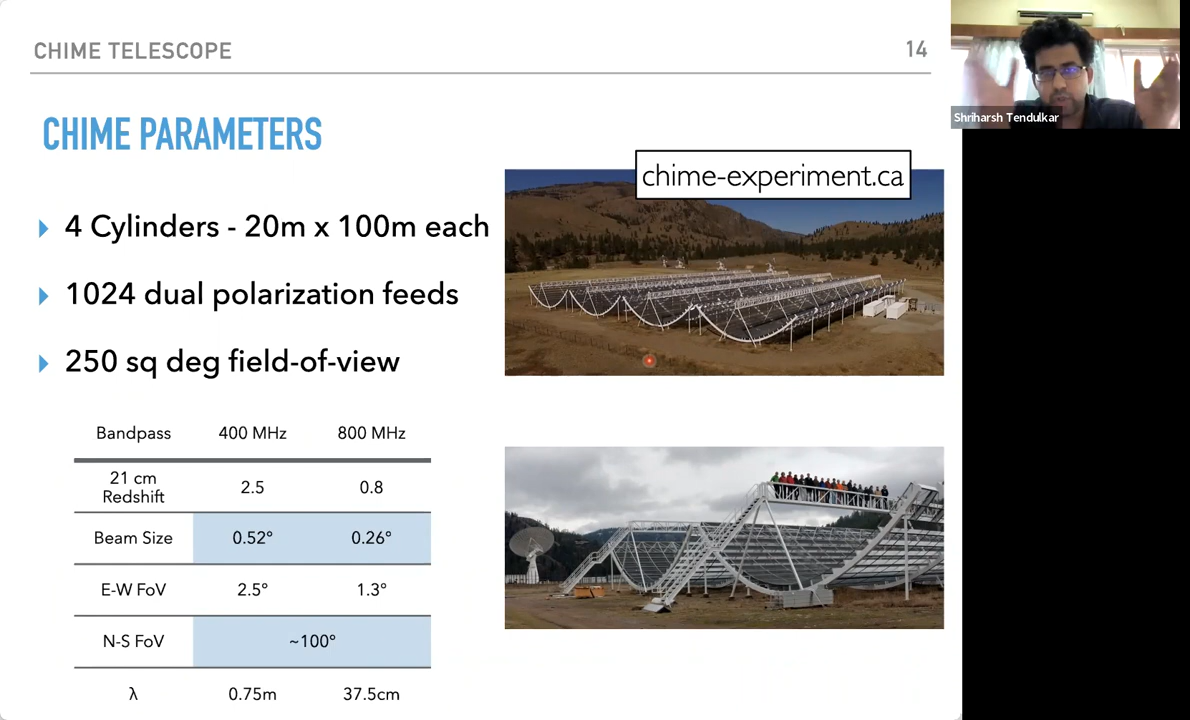 CHIME TELESCOPE
14
Shriharsh Tendulkar
CHIME PARAMETERS
chime-experiment.ca
4 Cylinders - 20m x 100m each
1024 dual polarization feeds
250 sq deg field-of-view
Bandpass 400 MHz 800 MHz
21 cm
Redshift 2.5 0.8
Beam Size 0.52° 0.26°
E-W FoV 2.5° 1.3°
N-S FoV ~100°
λ 0.75m 37.5cm